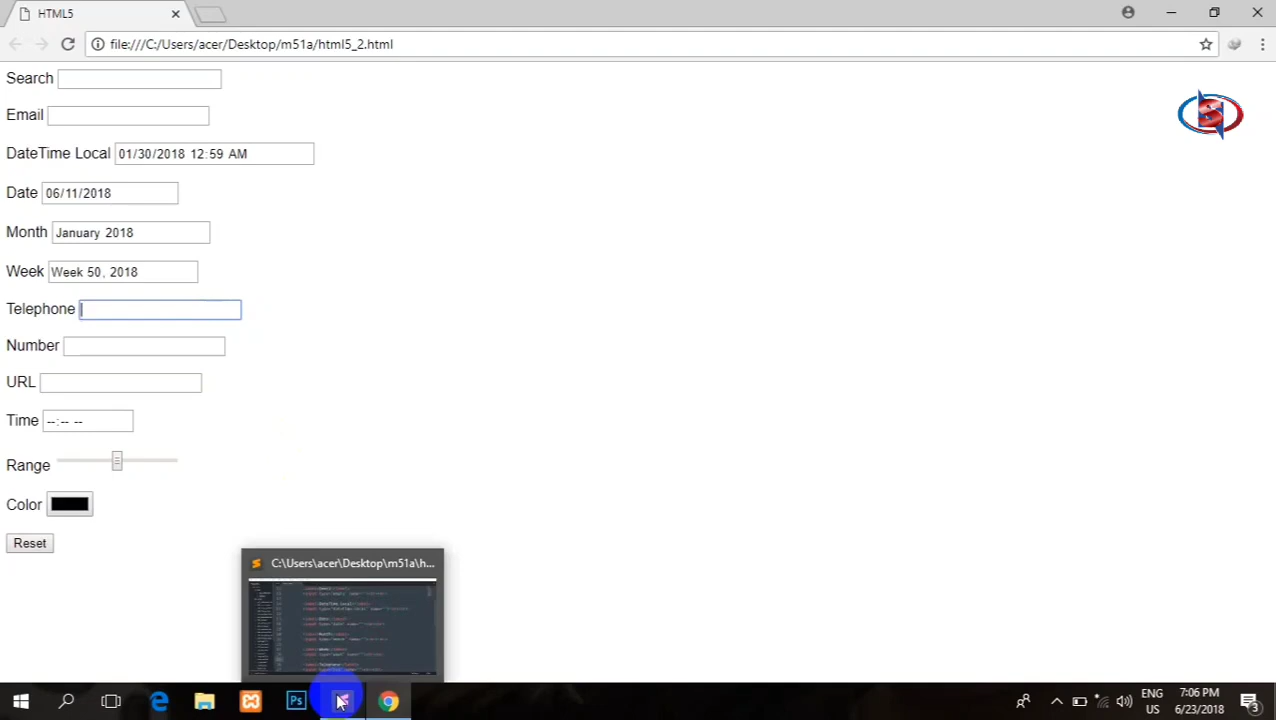 HTML5
file:///C:/Users/acer/Desktop/m51a/html5_2.html
Search
Email
DateTime Local 01/30/2018 12:59 AM
Date 06/11/2018
Month January 2018
Week Week 50, 2018
Telephone
Number
URL
Time --:-- --
Range
Color
Reset
C:\Users\acer\Desktop\m51a\h...
Ps
ENG 7:06 PM
US 6/23/2018
3